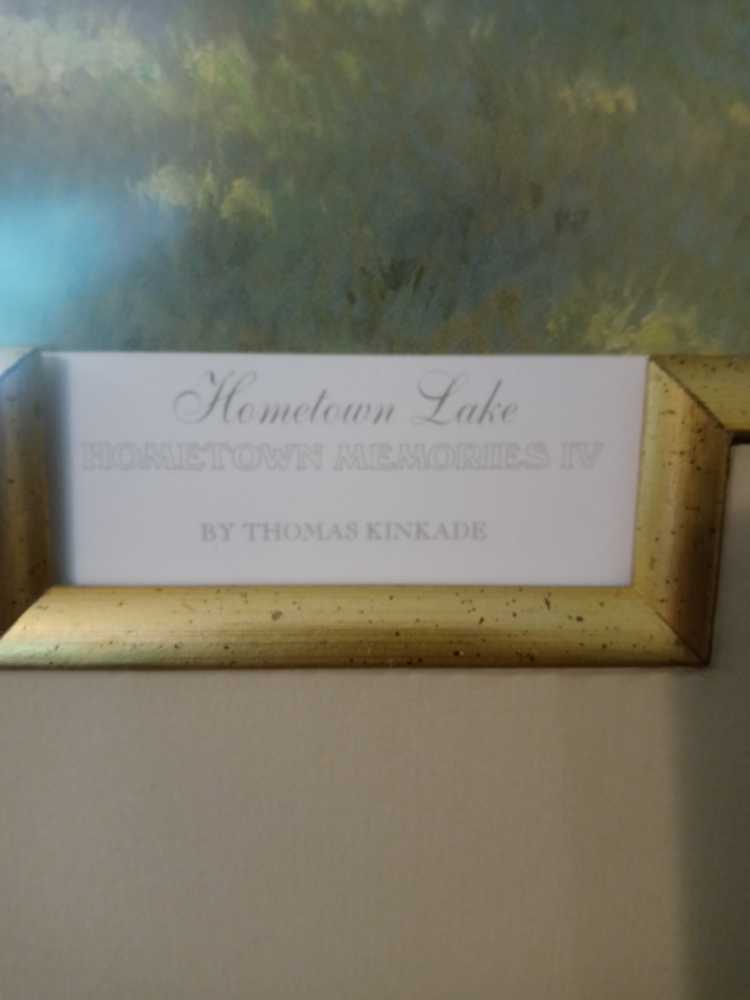 Hometown Lake
HOMETOWN MEMORIES IV
BY THOMAS KINKADE